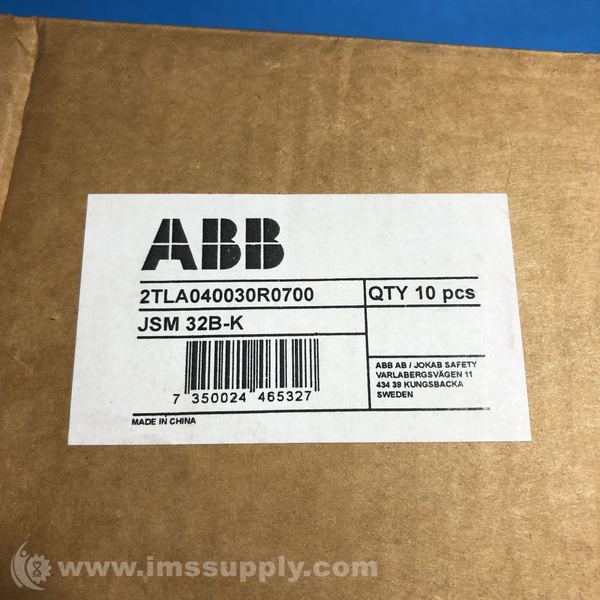 ABB
2TLA040030R0700
QTY 10 pcs
JSM 32B-K
7 350024 465327
ABB AB / JOKAB SAFETY
VARLABERGSVÄGEN 11
434 39 KUNGSBACKA
SWEDEN
MADE IN CHINA
www.imssupply.com